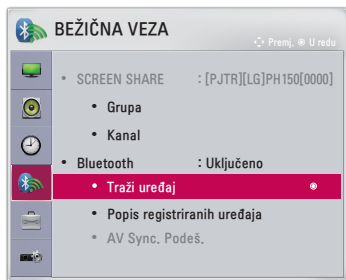 BEŽIČNA VEZA
Premj. U redu
• SCREEN SHARE : [PJTR][LG]PH150[0000]
• Grupa
• Kanal
• Bluetooth : Uključeno
• Traži uređaj
• Popis registriranih uređaja
• AV Sync. Podeš.